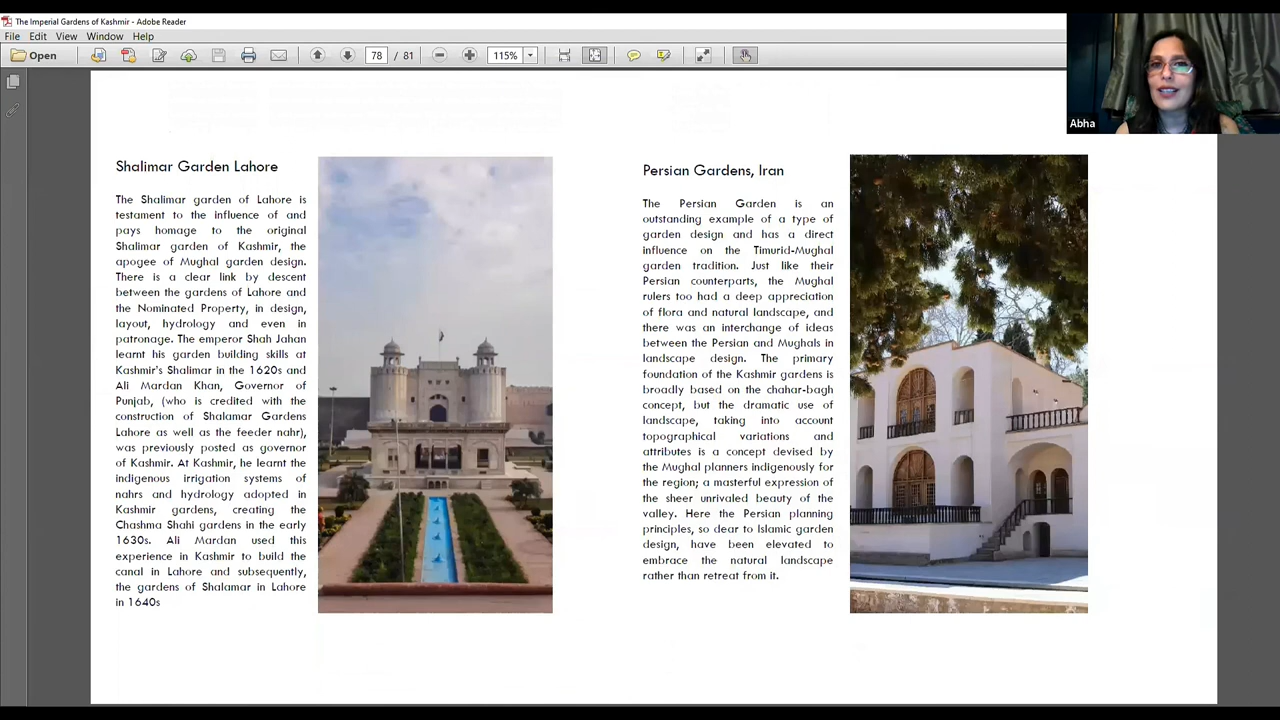 The Imperial Gardens of Kashmir - Adobe Reader
File Edit View Window Help
Open 78 / 81 115%
Abha
Shalimar Garden Lahore
The Shalimar garden of Lahore is
testament to the influence of and
pays homage to the original
Shalimar garden of Kashmir, the
apogee of Mughal garden design.
There is a clear link by descent
between the gardens of Lahore and
the Nominated Property, in design,
layout, hydrology and even in
patronage. The emperor Shah Jahan
learnt his garden building skills at
Kashmir's Shalimar in the 1620s and
Ali Mardan Khan, Governor of
Punjab, (who is credited with the
construction of Shalamar Gardens
Lahore as well as the feeder nahr),
was previously posted as governor
of Kashmir. At Kashmir, he learnt the
indigenous irrigation systems of
nahrs and hydrology adopted in
Kashmir gardens, creating the
Chashma Shahi gardens in the early
1630s. Ali Mardan used this
experience in Kashmir to build the
canal in Lahore and subsequently,
the gardens of Shalamar in Lahore
in 1640s
Persian Gardens, Iran
The Persian Garden is an
outstanding example of a type of
garden design and has a direct
influence on the Timurid-Mughal
garden tradition. Just like their
Persian counterparts, the Mughal
rulers too had a deep appreciation
of flora and natural landscape, and
there was an interchange of ideas
between the Persian and Mughals in
landscape design. The primary
foundation of the Kashmir gardens is
broadly based on the chahar-bagh
concept, but the dramatic use of
landscape, taking into account
topographical variations and
attributes is a concept devised by
the Mughal planners indigenously for
the region; a masterful expression of
the sheer unrivaled beauty of the
valley. Here the Persian planning
principles, so dear to Islamic garden
design, have been elevated to
embrace the natural landscape
rather than retreat from it.